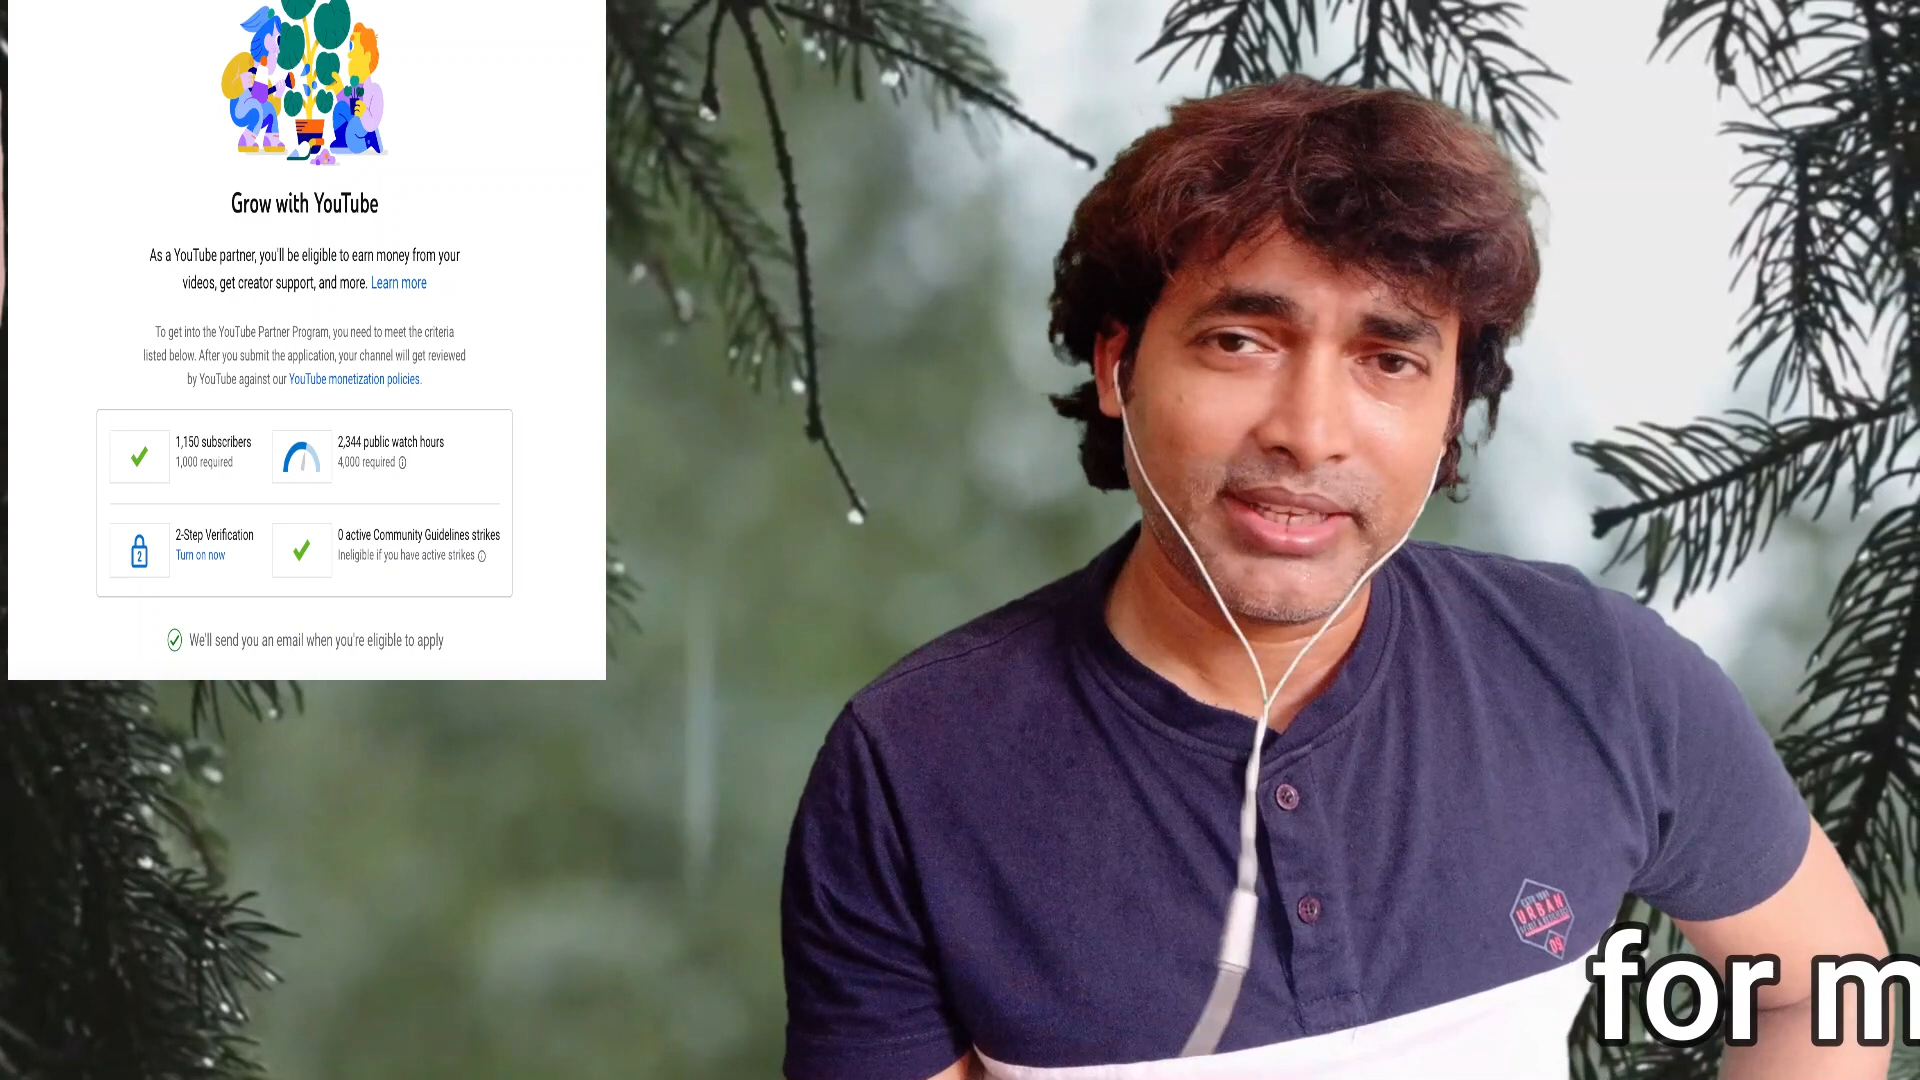 Grow with YouTube
As a YouTube partner, you'll be eligible to earn money from your
videos, get creator support, and more. Learn more
To get into the YouTube Partner Program, you need to meet the criteria
listed below. After you submit the application, your channel will get reviewed
by YouTube against our YouTube monetization policies.
1,150 subscribers
1,000 required
2,344 public watch hours
4,000 required
2
2-Step Verification
Turn on now
0 active Community Guidelines strikes
Ineligible if you have active strikes
We'll send you an email when you're eligible to apply
URBAN
09
for m